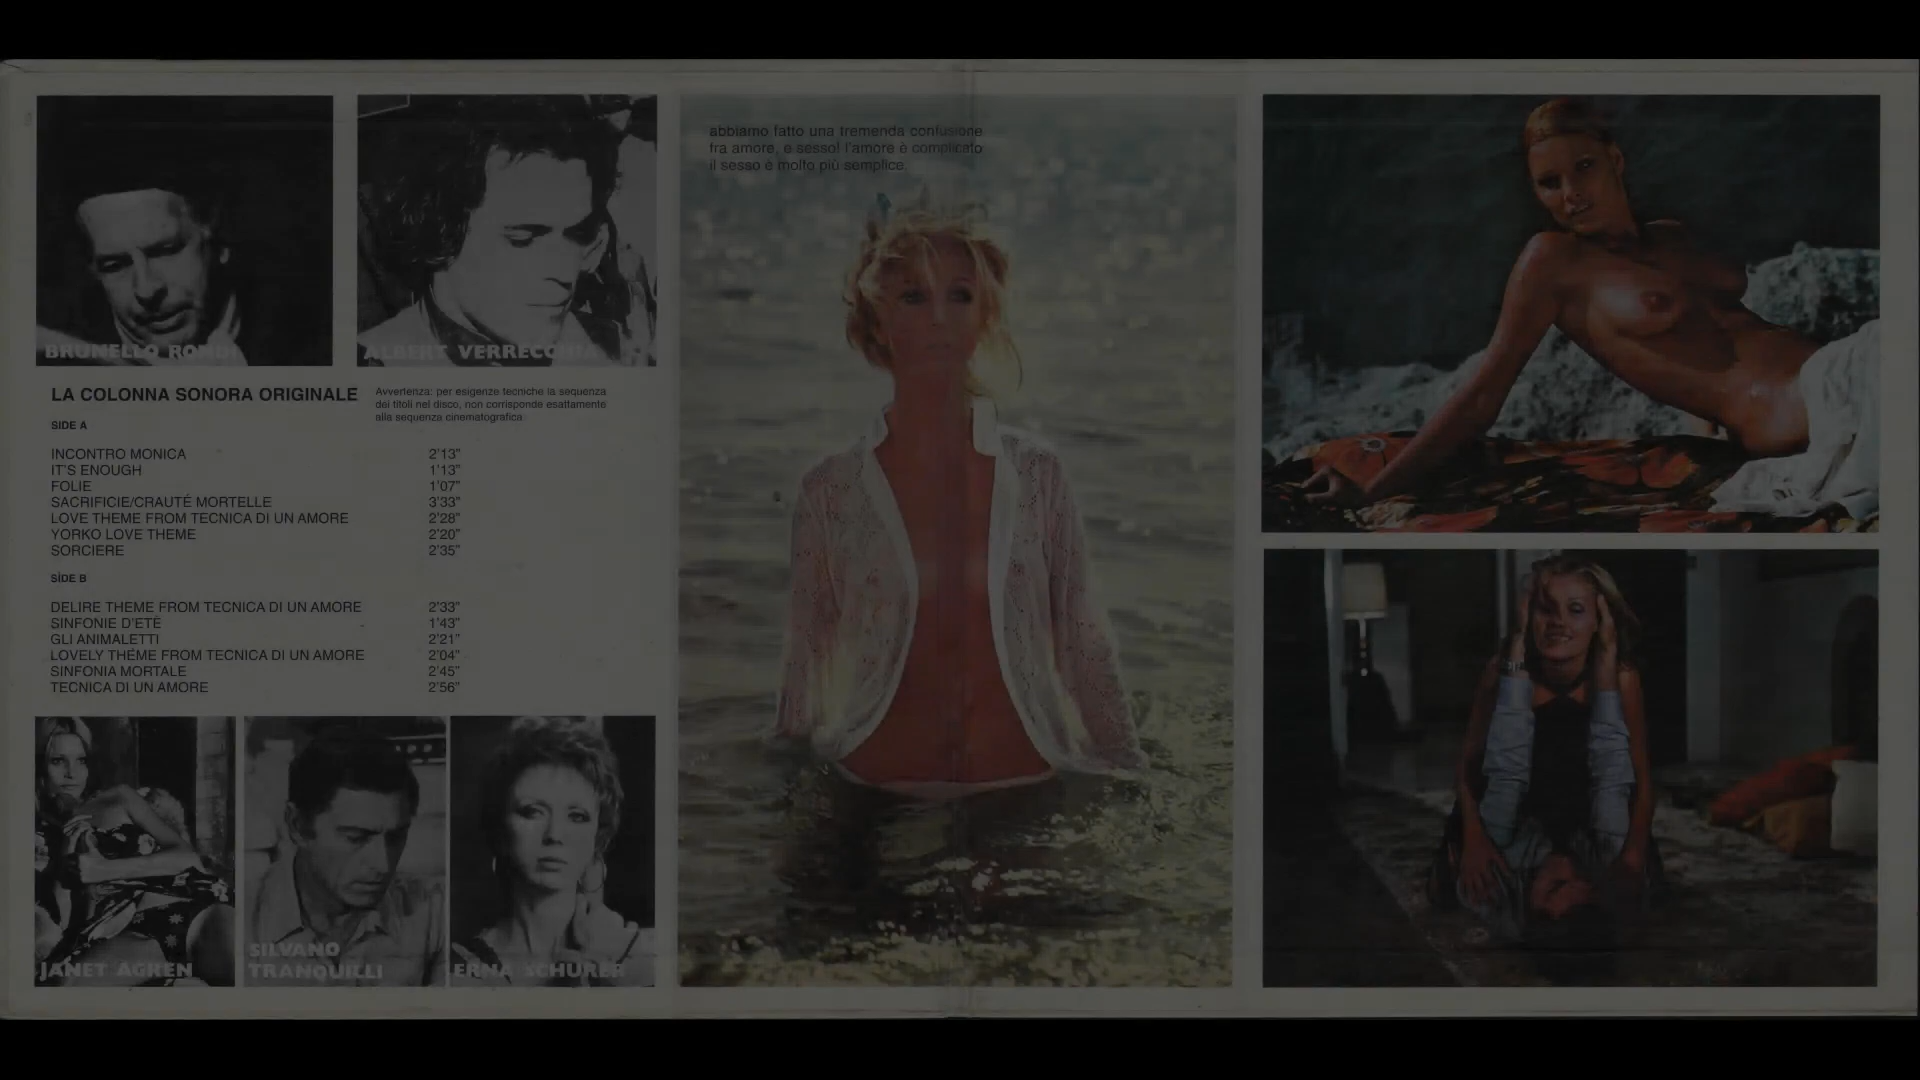 BRUNELLO RONDI
ALBERT VERRECCHIA
LA COLONNA SONORA ORIGINALE
Avvertenza: per esigenze tecniche la sequenza
dei titoli nel disco, non corrisponde esattamente
alla sequenza cinematografica
SIDE A
INCONTRO MONICA 2'13"
IT'S ENOUGH 1'13"
FOLIE 1'07"
SACRIFICIE/CRAUTÉ MORTELLE 3'33"
LOVE THEME FROM TECNICA DI UN AMORE 2'28"
YORKO LOVE THEME 2'20"
SORCIERE 2'35"
SIDE B
DELIRE THEME FROM TECNICA DI UN AMORE 2'33"
SINFONIE D'ETÈ 1'43"
GLI ANIMALETTI 2'21"
LOVELY THÉME FROM TECNICA DI UN AMORE 2'04"
SINFONIA MORTALE 2'45"
TECNICA DI UN AMORE 2'56"
JANET AGREN
SILVANO
TRANQUILLI
ERNA SCHURER
abbiamo fatto una tremenda confusione
fra amore, e sesso! l'amore è complicato
il sesso è molto più semplice.